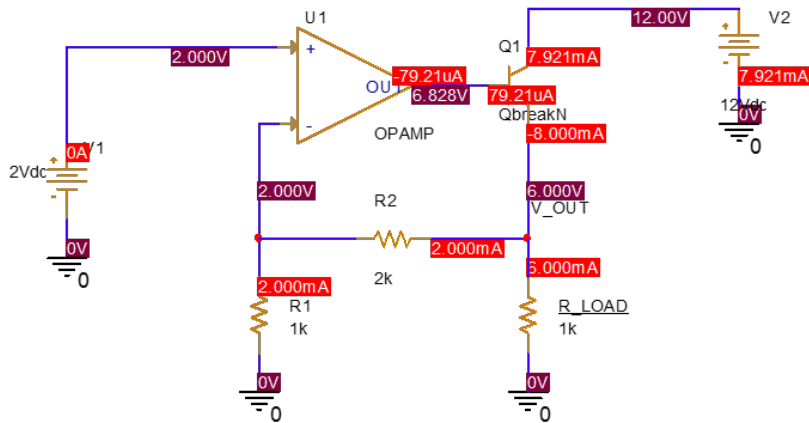 U1
12.00V
V2
+
2.000V
+
Q1
7.921mA
OUT
-79.21uA
6.828V
79.21uA
7.921mA
12Vdc
-
OPAMP
QbreakN
0V
-8.000mA
0
+
0A
V1
2Vdc
2.000V
R2
6.000V
V_OUT
0V
2.000mA
0
2k
6.000mA
2.000mA
R1
1k
R_LOAD
1k
0V
0V
0
0